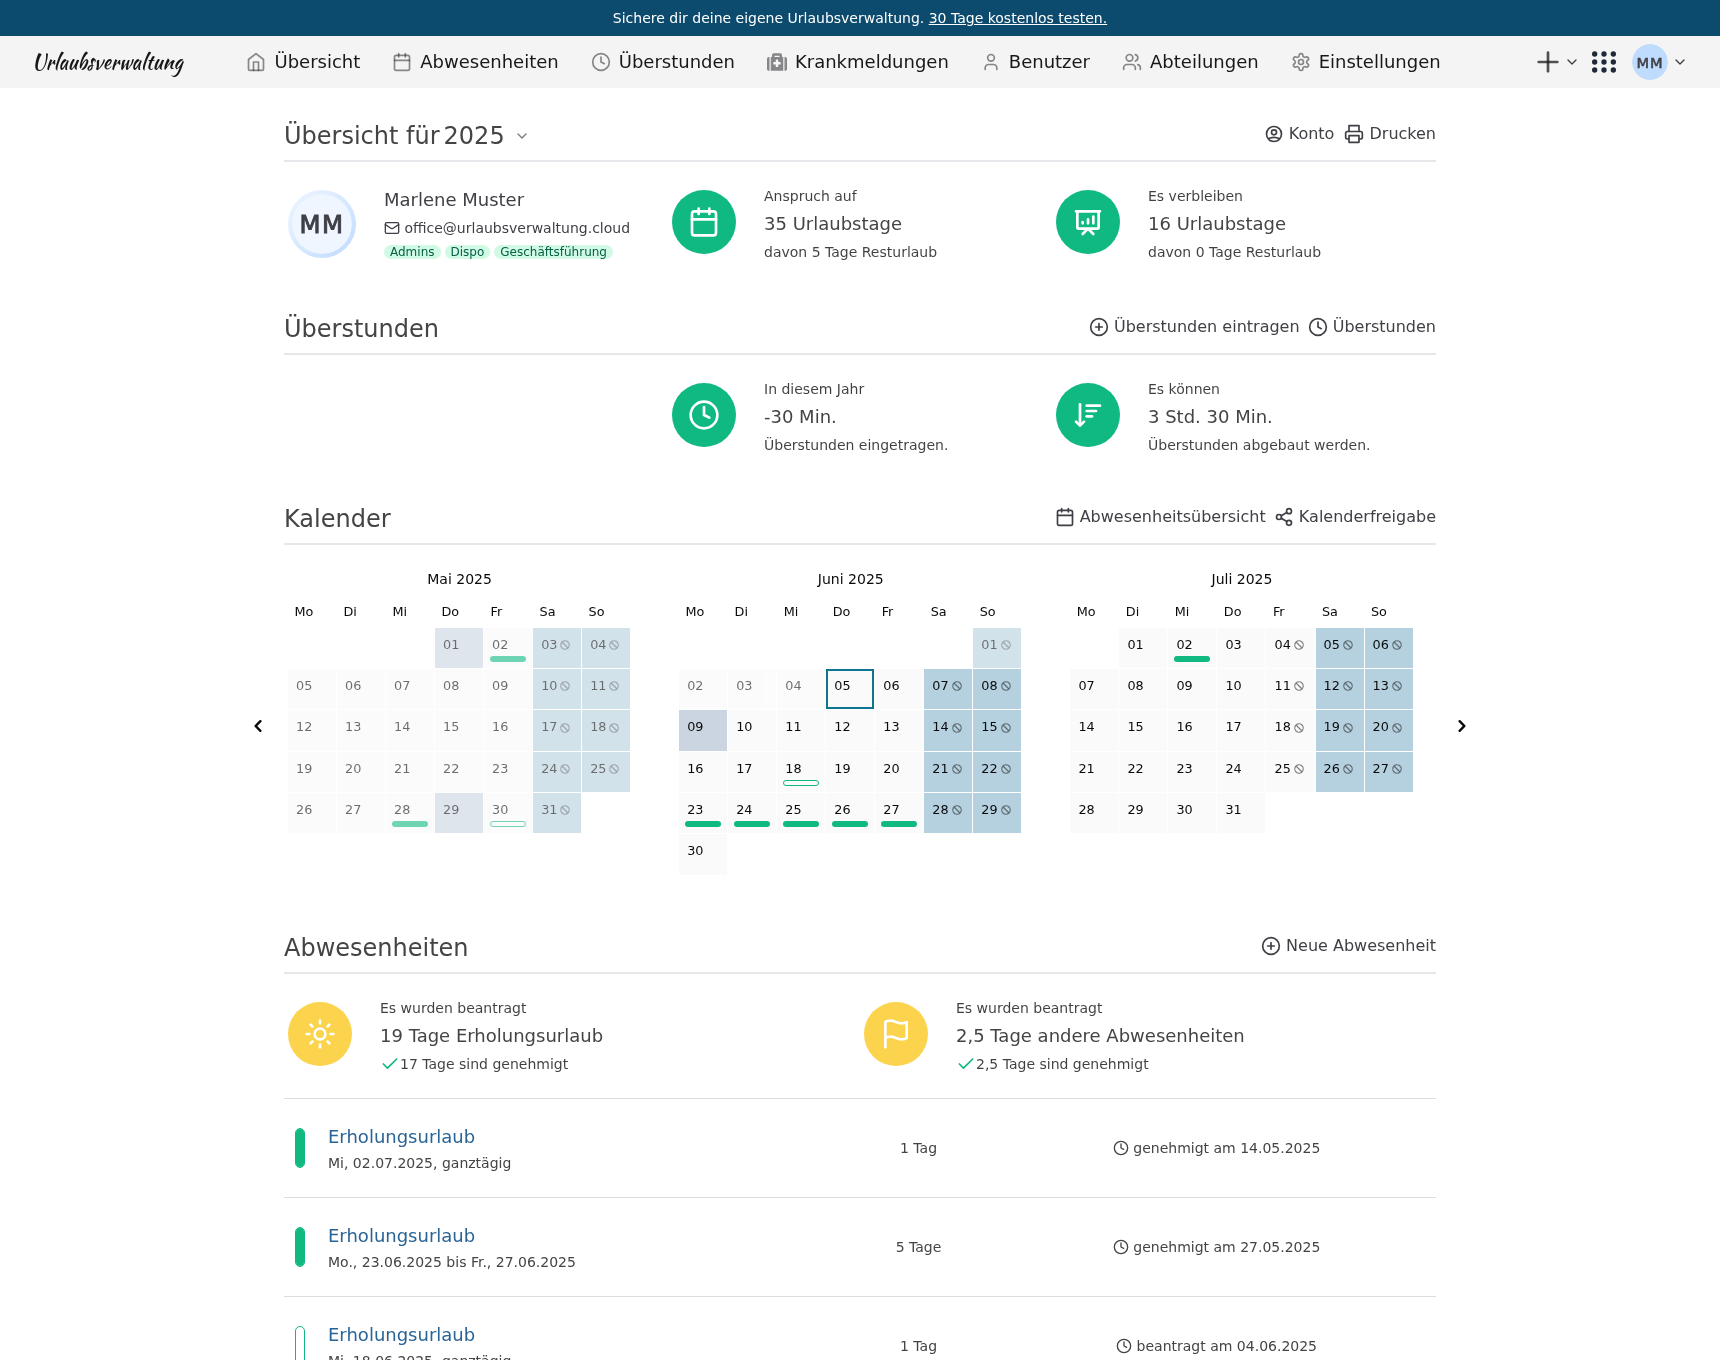 Sichere dir deine eigene Urlaubsverwaltung. 30 Tage kostenlos testen.
Urlaubsverwaltung Übersicht Abwesenheiten Überstunden Krankmeldungen Benutzer Abteilungen Einstellungen MM
Übersicht für 2025 Konto Drucken
MM
Marlene Muster
office@urlaubsverwaltung.cloud
Admins Dispo Geschäftsführung
Anspruch auf
35 Urlaubstage
davon 5 Tage Resturlaub
Es verbleiben
16 Urlaubstage
davon 0 Tage Resturlaub
Überstunden Überstunden eintragen Überstunden
In diesem Jahr
-30 Min.
Überstunden eingetragen.
Es können
3 Std. 30 Min.
Überstunden abgebaut werden.
Kalender Abwesenheitsübersicht Kalenderfreigabe
Mai 2025
Mo Di Mi Do Fr Sa So
01 02 03 04
05 06 07 08 09 10 11
12 13 14 15 16 17 18
19 20 21 22 23 24 25
26 27 28 29 30 31
Juni 2025
Mo Di Mi Do Fr Sa So
01
02 03 04 05 06 07 08
09 10 11 12 13 14 15
16 17 18 19 20 21 22
23 24 25 26 27 28 29
30
Juli 2025
Mo Di Mi Do Fr Sa So
01 02 03 04 05 06
07 08 09 10 11 12 13
14 15 16 17 18 19 20
21 22 23 24 25 26 27
28 29 30 31
Abwesenheiten Neue Abwesenheit
Es wurden beantragt
19 Tage Erholungsurlaub
17 Tage sind genehmigt
Es wurden beantragt
2,5 Tage andere Abwesenheiten
2,5 Tage sind genehmigt
Erholungsurlaub
Mi, 02.07.2025, ganztägig
1 Tag
genehmigt am 14.05.2025
Erholungsurlaub
Mo., 23.06.2025 bis Fr., 27.06.2025
5 Tage
genehmigt am 27.05.2025
Erholungsurlaub
Mi, 18.06.2025, ganztägig
1 Tag
beantragt am 04.06.2025